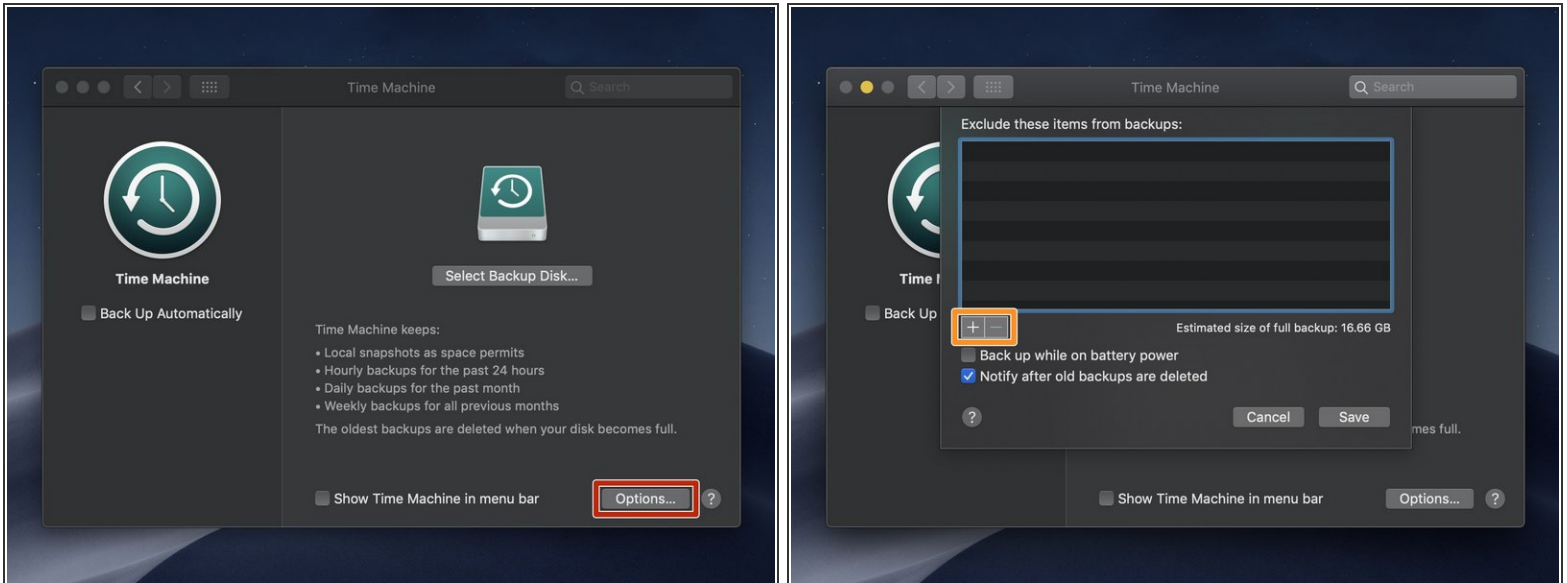 Time Machine
Search
Time Machine
Back Up Automatically
Select Backup Disk...
Time Machine keeps:
• Local snapshots as space permits
• Hourly backups for the past 24 hours
• Daily backups for the past month
• Weekly backups for all previous months
The oldest backups are deleted when your disk becomes full.
Show Time Machine in menu bar
Options...
?
Time Machine
Search
Exclude these items from backups:
Time
Back Up
+ −
Estimated size of full backup: 16.66 GB
Back up while on battery power
Notify after old backups are deleted
?
Cancel
Save
mes full.
Show Time Machine in menu bar
Options...
?